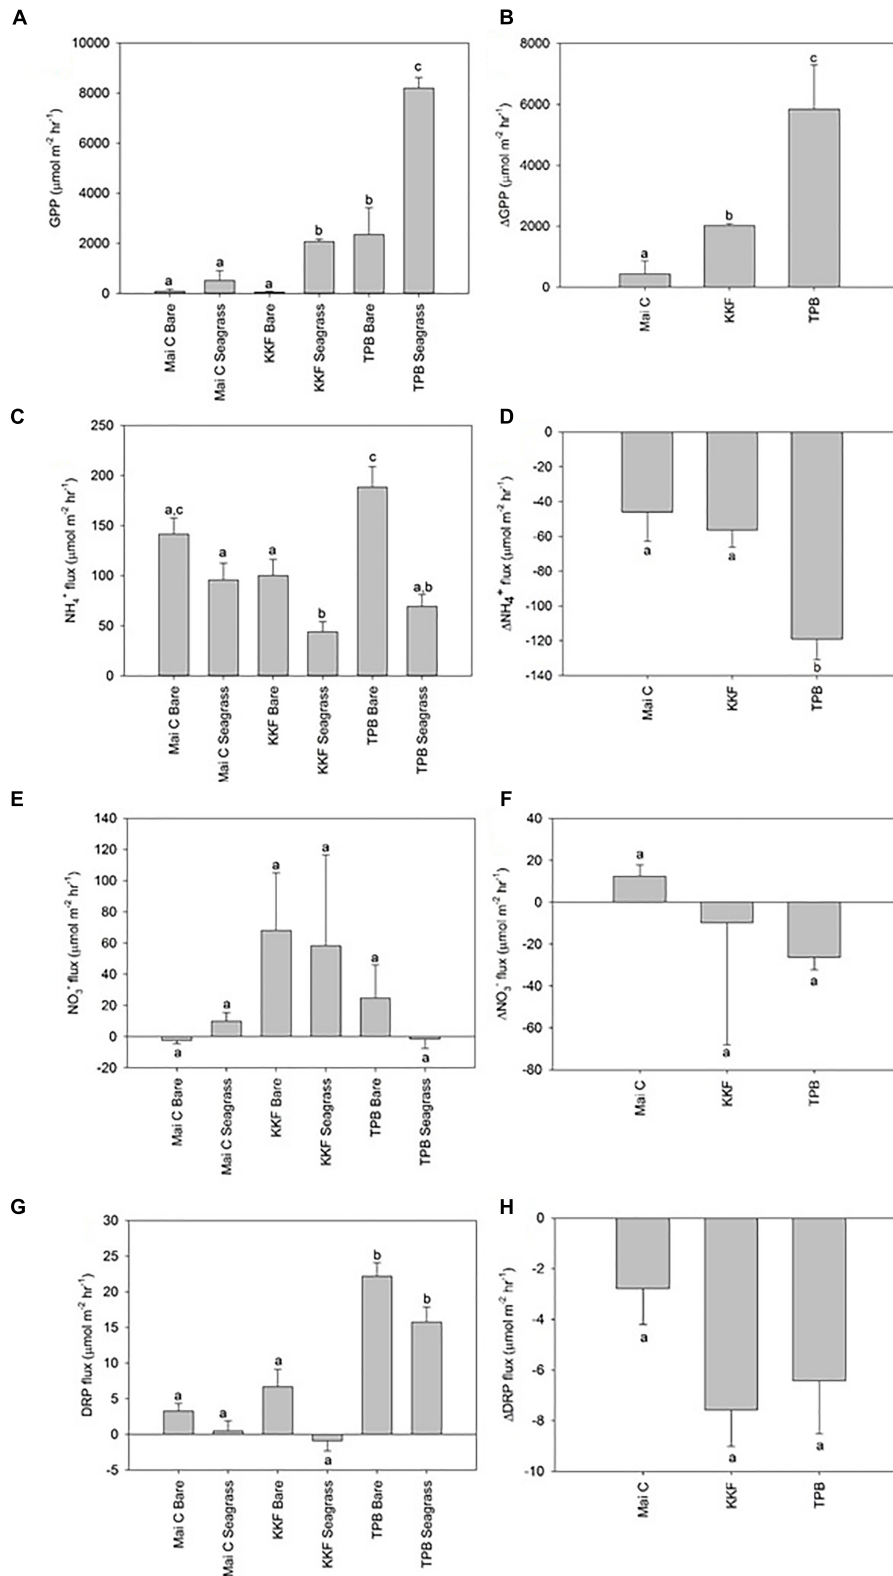 A
GPP (µmol m⁻² hr⁻¹)
10000
8000
6000
4000
2000
0
a
a
a
b
b
c
Mai C Bare
Mai C Seagrass
KKF Bare
KKF Seagrass
TPB Bare
TPB Seagrass
B
ΔGPP (µmol m⁻² hr⁻¹)
8000
6000
4000
2000
0
a
b
c
Mai C
KKF
TPB
C
NH₄⁺ flux (µmol m⁻² hr⁻¹)
250
200
150
100
50
0
a,c
a
a
b
c
a,b
Mai C Bare
Mai C Seagrass
KKF Bare
KKF Seagrass
TPB Bare
TPB Seagrass
D
ΔNH4⁺ flux (µmol m⁻² hr⁻¹)
0
-20
-40
-60
-80
-100
-120
-140
a
a
b
Mai C
KKF
TPB
E
NO₃⁻ flux (µmol m⁻² hr⁻¹)
140
120
100
80
60
40
20
0
-20
a
a
a
a
a
a
Mai C Bare
Mai C Seagrass
KKF Bare
KKF Seagrass
TPB Bare
TPB Seagrass
F
ΔNO₃⁻ flux (µmol m⁻² hr⁻¹)
40
20
0
-20
-40
-60
-80
a
a
a
Mai C
KKF
TPB
G
DRP flux (µmol m⁻² hr⁻¹)
30
25
20
15
10
5
0
-5
a
a
a
a
b
b
Mai C Bare
Mai C Seagrass
KKF Bare
KKF Seagrass
TPB Bare
TPB Seagrass
H
ΔDRP flux (µmol m⁻² hr⁻¹)
0
-2
-4
-6
-8
-10
a
a
a
Mai C
KKF
TPB